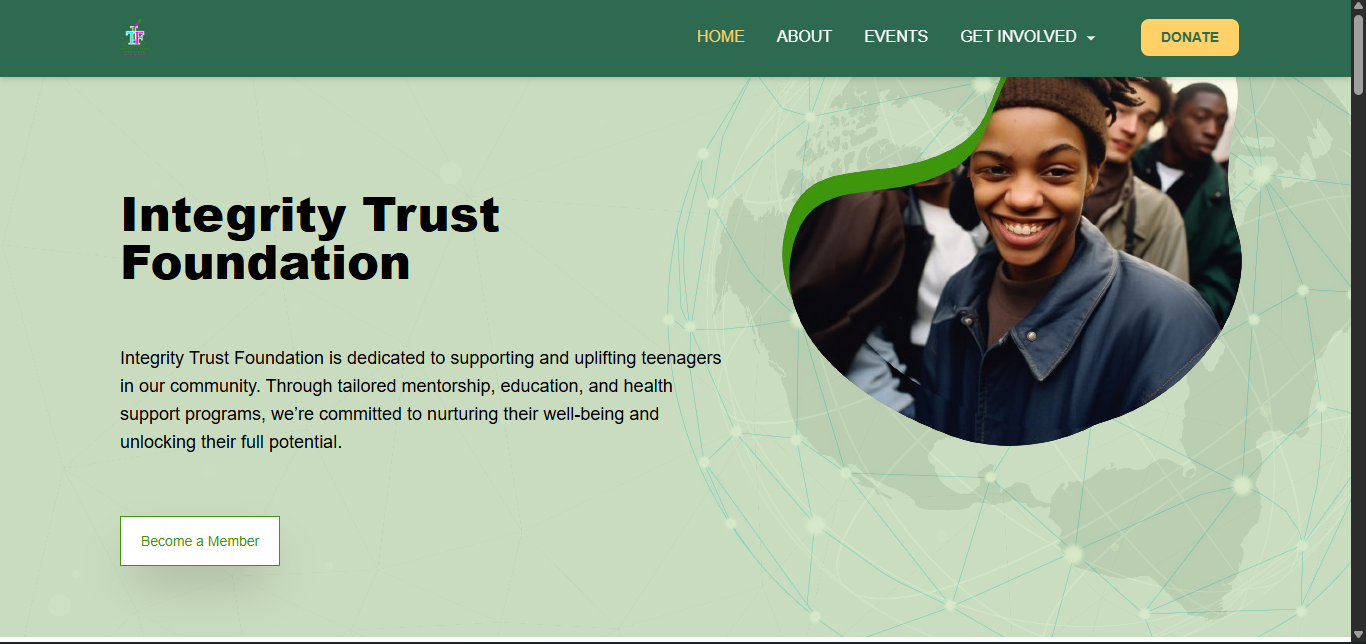 TIF
HOME
ABOUT
EVENTS
GET INVOLVED
DONATE
Integrity Trust
Foundation
Integrity Trust Foundation is dedicated to supporting and uplifting teenagers
in our community. Through tailored mentorship, education, and health
support programs, we’re committed to nurturing their well-being and
unlocking their full potential.
Become a Member